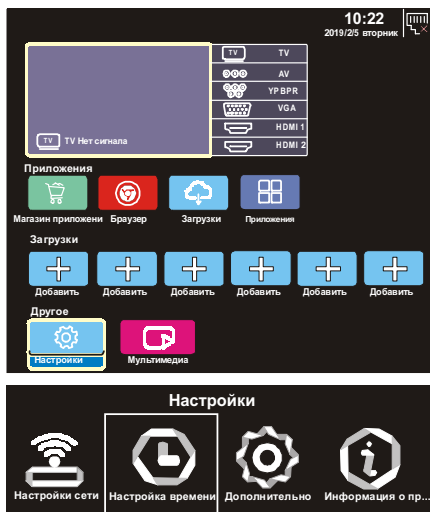 10:22
2019/2/5 вторник
TV TV
AV
YPBPR
VGA
HDMI 1
HDMI 2
TV TV Нет сигнала
Приложения
Магазин приложени Браузер Загрузки Приложения
Загрузки
Добавить Добавить Добавить Добавить Добавить Добавить
Другое
Настройки Мультимедиа
Настройки
Настройки сети Настройка времени Дополнительно Информация о пр...